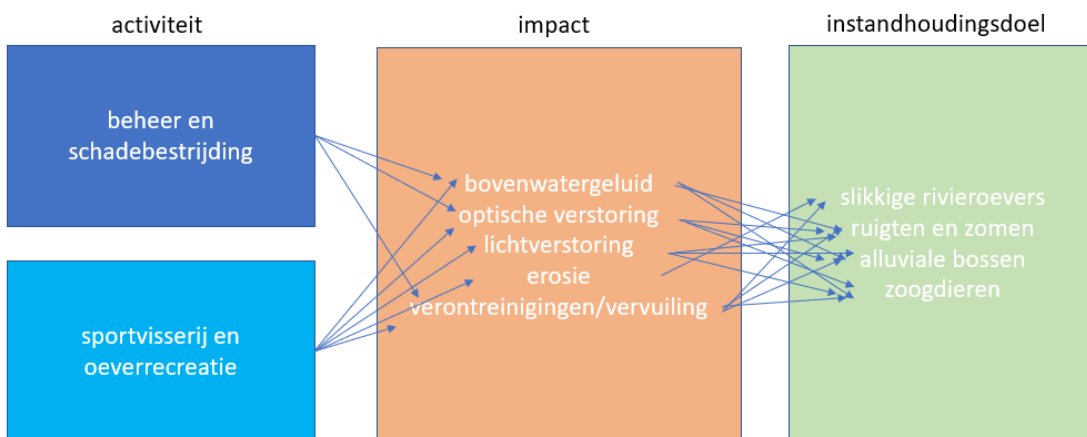 activiteit
impact
instandhoudingsdoel
beheer en
schadebestrijding
sportvisserij en
oeverrecreatie
bovenwatergeluid
optische verstoring
lichtverstoring
erosie
verontreinigingen/vervuiling
slikkige rivieroevers
ruigten en zomen
alluviale bossen
zoogdieren